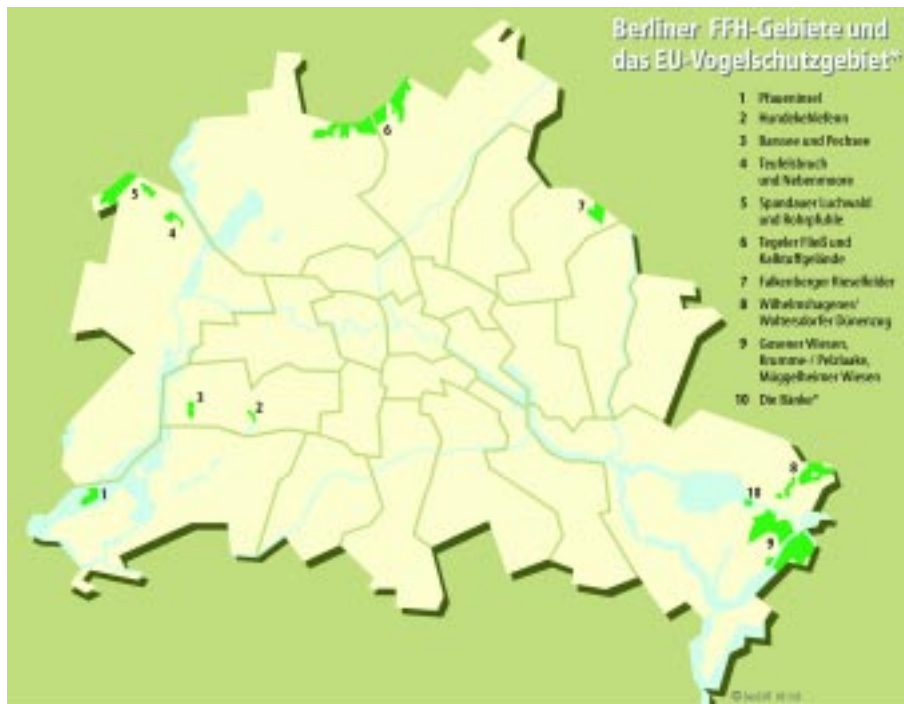 Berliner FFH-Gebiete und
das EU-Vogelschutzgebiet*
1 Pfaueninsel
2 Hundekehlefenn
3 Barssee und Pechsee
4 Teufelsbruch
und Nebenmoore
5 Spandauer Luchwald
und Rohrpfuhle
6 Tegeler Fließ und
Kalktuffgelände
7 Falkenberger Rieselfelder
8 Wilhelmshagener/
Woltersdorfer Dünenzug
9 Gosener Wiesen,
Krumme-/ Pelzlaake,
Müggelheimer Wiesen
10 Die Bänke*
6
5
4
7
3
2
1
8
10
9